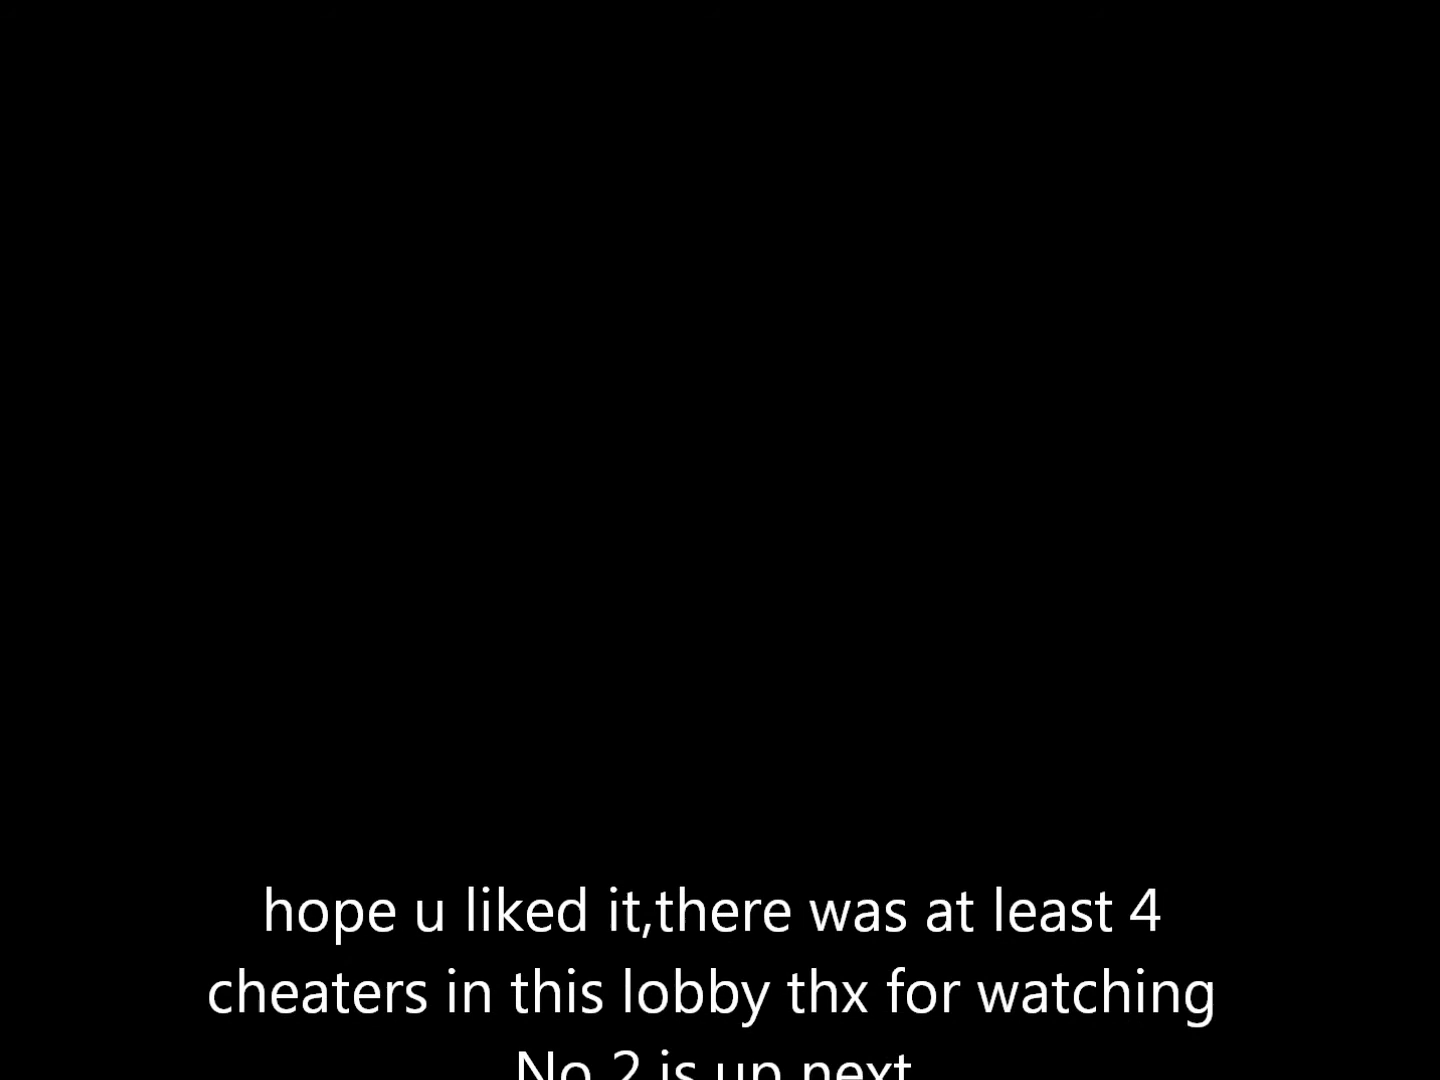 hope u liked it,there was at least 4
cheaters in this lobby thx for watching
No 2 is up next